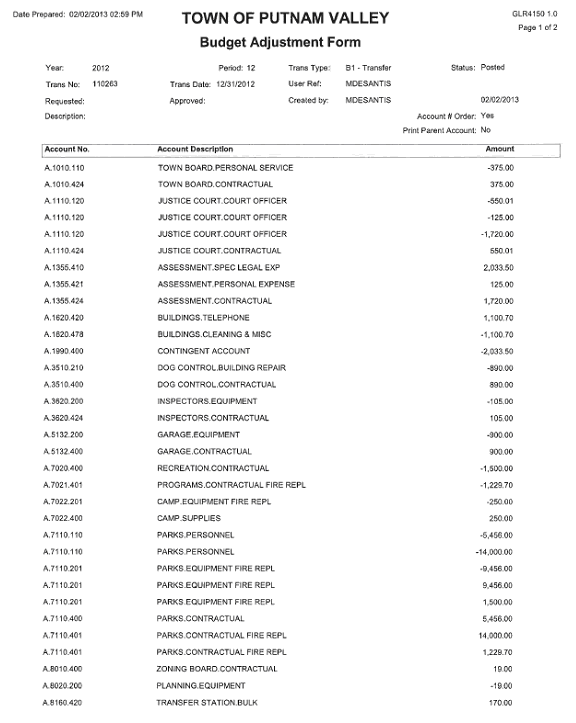 Date Prepared: 02/02/2013 02:59 PM
TOWN OF PUTNAM VALLEY
GLR4150 1.0
Page 1 of 2
Budget Adjustment Form
Year: 2012 Period: 12 Trans Type: B1 - Transfer Status: Posted
Trans No: 110263 Trans Date: 12/31/2012 User Ref: MDESANTIS
Requested: Approved: Created by: MDESANTIS 02/02/2013
Description: Account # Order: Yes
Print Parent Account: No
Account No. Account Description Amount
A.1010.110 TOWN BOARD.PERSONAL SERVICE -375.00
A.1010.424 TOWN BOARD.CONTRACTUAL 375.00
A.1110.120 JUSTICE COURT.COURT OFFICER -550.01
A.1110.120 JUSTICE COURT.COURT OFFICER -125.00
A.1110.120 JUSTICE COURT.COURT OFFICER -1,720.00
A.1110.424 JUSTICE COURT.CONTRACTUAL 550.01
A.1355.410 ASSESSMENT.SPEC LEGAL EXP 2,033.50
A.1355.421 ASSESSMENT.PERSONAL EXPENSE 125.00
A.1355.424 ASSESSMENT.CONTRACTUAL 1,720.00
A.1620.420 BUILDINGS.TELEPHONE 1,100.70
A.1620.478 BUILDINGS.CLEANING & MISC -1,100.70
A.1990.400 CONTINGENT ACCOUNT -2,033.50
A.3510.210 DOG CONTROL.BUILDING REPAIR -890.00
A.3510.400 DOG CONTROL.CONTRACTUAL 890.00
A.3620.200 INSPECTORS.EQUIPMENT -105.00
A.3620.424 INSPECTORS.CONTRACTUAL 105.00
A.5132.200 GARAGE.EQUIPMENT -900.00
A.5132.400 GARAGE.CONTRACTUAL 900.00
A.7020.400 RECREATION.CONTRACTUAL -1,500.00
A.7021.401 PROGRAMS.CONTRACTUAL FIRE REPL -1,229.70
A.7022.201 CAMP.EQUIPMENT FIRE REPL -250.00
A.7022.400 CAMP.SUPPLIES 250.00
A.7110.110 PARKS.PERSONNEL -5,456.00
A.7110.110 PARKS.PERSONNEL -14,000.00
A.7110.201 PARKS.EQUIPMENT FIRE REPL -9,456.00
A.7110.201 PARKS.EQUIPMENT FIRE REPL 9,456.00
A.7110.201 PARKS.EQUIPMENT FIRE REPL 1,500.00
A.7110.400 PARKS.CONTRACTUAL 5,456.00
A.7110.401 PARKS.CONTRACTUAL FIRE REPL 14,000.00
A.7110.401 PARKS.CONTRACTUAL FIRE REPL 1,229.70
A.8010.400 ZONING BOARD.CONTRACTUAL 19.00
A.8020.200 PLANNING.EQUIPMENT -19.00
A.8160.420 TRANSFER STATION.BULK 170.00